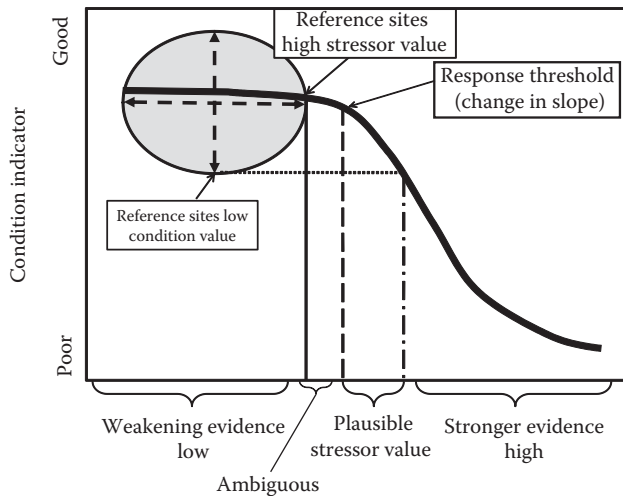 Good
Condition indicator
Poor
Reference sites
high stressor value
Response threshold
(change in slope)
Reference sites low
condition value
Weakening evidence
low
Ambiguous
Plausible
stressor value
Stronger evidence
high